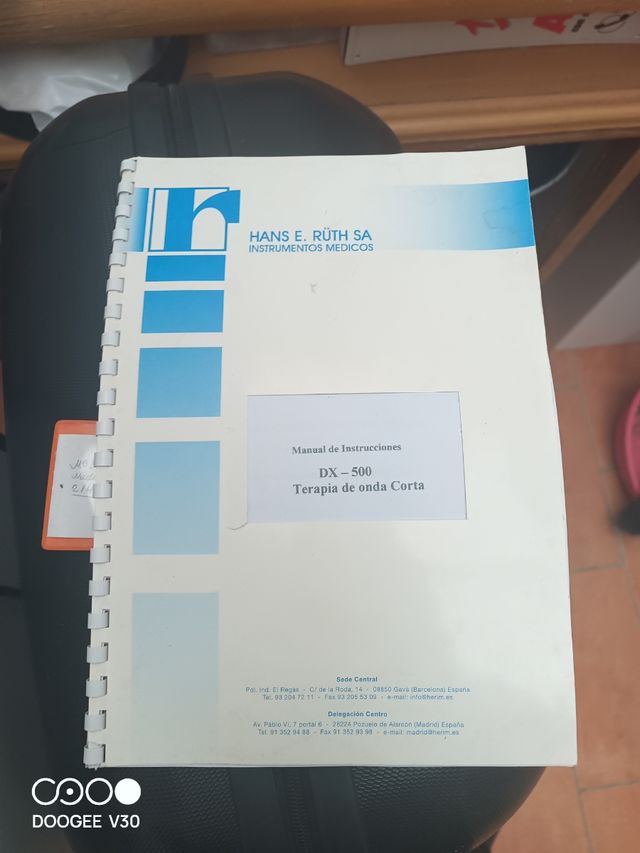 HANS E. RÜTH SA
INSTRUMENTOS MEDICOS
Manual de Instrucciones
DX – 500
Terapia de onda Corta
Sede Central
Pol. Ind. El Regàs - C/ de la Roda, 14 - 08850 Gavà (Barcelona) España
Tel. 93 204 72 11 - Fax 93 205 53 09 - e-mail: info@herim.es
Delegación Centro
Av. Pablo VI, 7 portal 6 - 28224 Pozuelo de Alarcón (Madrid) España
Tel. 91 352 94 88 - Fax 91 352 93 98 - e-mail: madrid@herim.es
DOOGEE V30